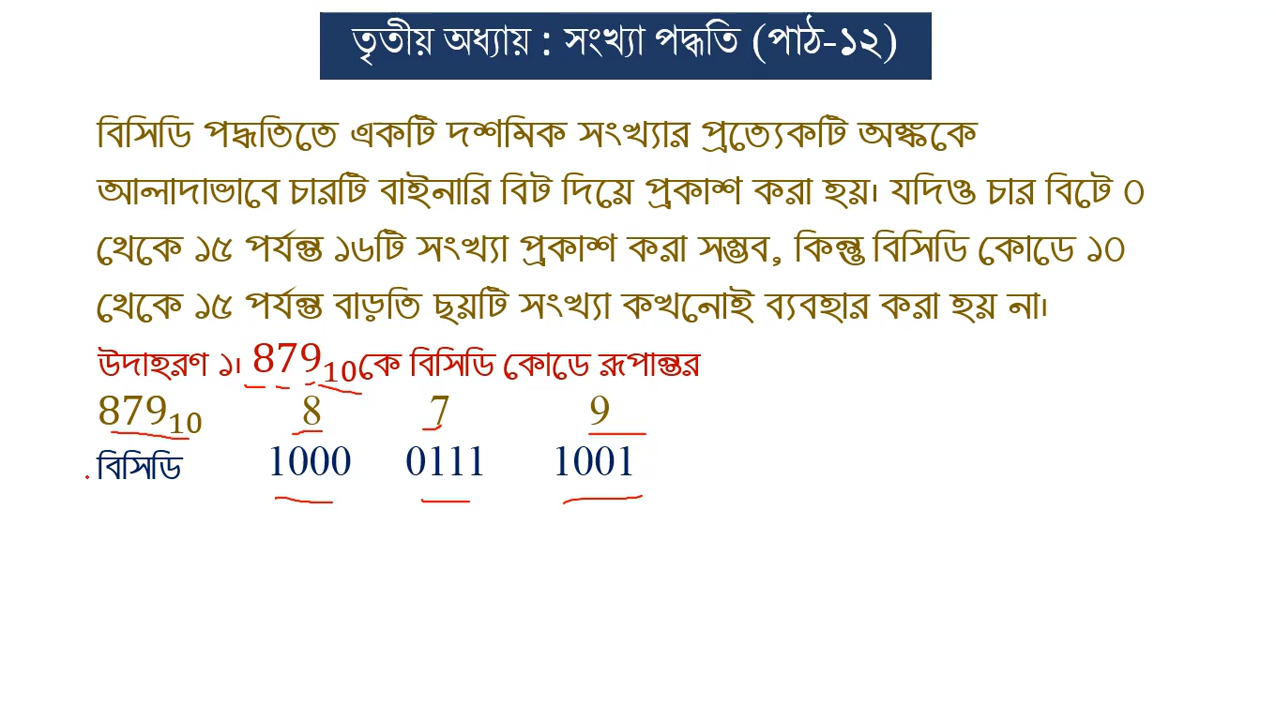 তৃতীয় অধ্যায় : সংখ্যা পদ্ধতি (পাঠ-১২)
বিসিডি পদ্ধতিতে একটি দশমিক সংখ্যার প্রত্যেকটি অঙ্ককে
আলাদাভাবে চারটি বাইনারি বিট দিয়ে প্রকাশ করা হয়। যদিও চার বিটে ০
থেকে ১৫ পর্যন্ত ১৬টি সংখ্যা প্রকাশ করা সম্ভব, কিন্তু বিসিডি কোডে ১০
থেকে ১৫ পর্যন্ত বাড়তি ছয়টি সংখ্যা কখনোই ব্যবহার করা হয় না।
উদাহরণ ১। 879₁₀কে বিসিডি কোডে রূপান্তর
879₁₀ 8 7 9
বিসিডি 1000 0111 1001